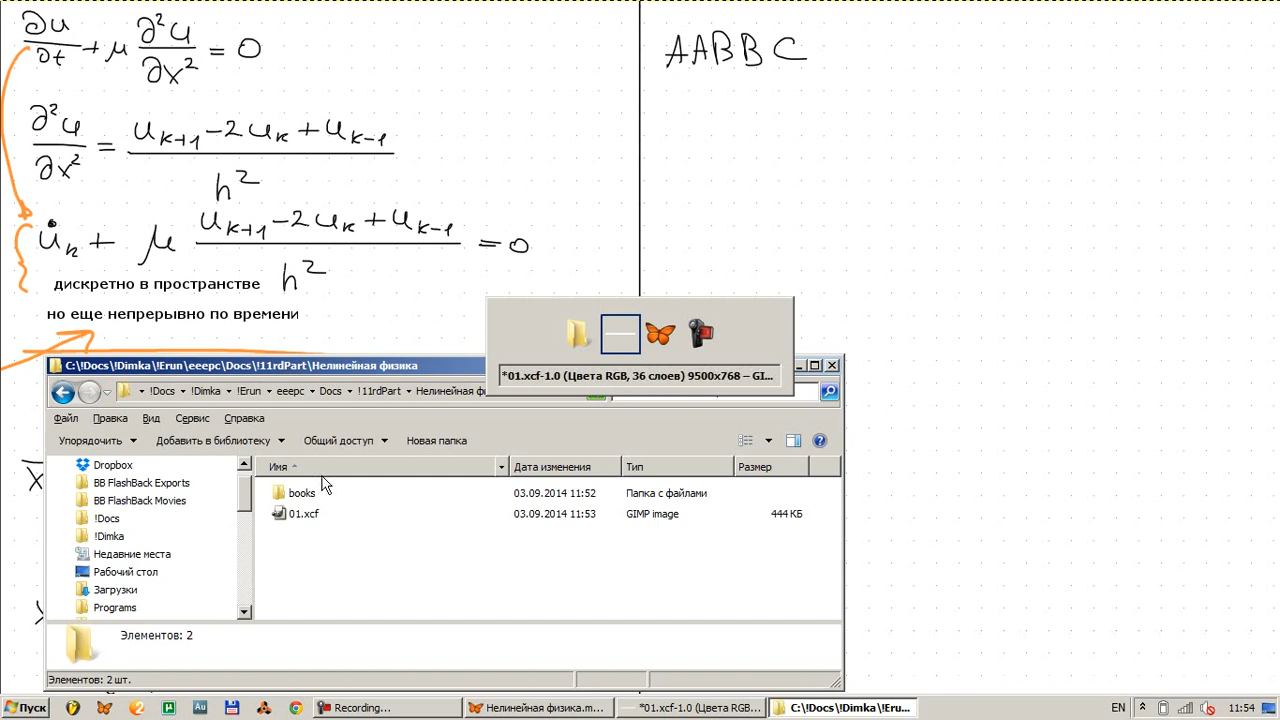 ∂u/∂t + μ ∂²u/∂x² = 0
∂²u/∂x² = (u_{k+1} − 2u_k + u_{k−1})/h²
u̇_k + μ (u_{k+1} − 2u_k + u_{k−1})/h² = 0
дискретно в пространстве
но еще непрерывно по времени
AABBC
*01.xcf-1.0 (Цвета RGB, 36 слоев) 9500x768 – GI...
C:\!Docs\!Dimka\!Erun\eeepc\Docs\!11rdPart\Нелинейная физика
!Docs !Dimka !Erun eeepc Docs !11rdPart Нелинейная ф
Файл Правка Вид Сервис Справка
Упорядочить Добавить в библиотеку Общий доступ Новая папка
Имя Дата изменения Тип Размер
Dropbox
BB FlashBack Exports
BB FlashBack Movies
!Docs
!Dimka
Недавние места
Рабочий стол
Загрузки
Programs
books 03.09.2014 11:52 Папка с файлами
01.xcf 03.09.2014 11:53 GIMP image 444 КБ
Элементов: 2
Элементы: 2 шт.
Пуск Recording... Нелинейная физика.m... *01.xcf-1.0 (Цвета RGB... C:\!Docs\!Dimka\!Eru... EN 11:54